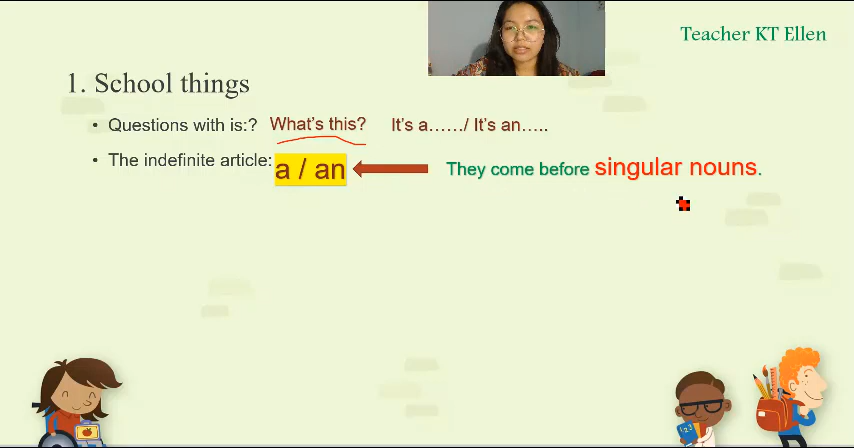 Teacher KT Ellen
1. School things
• Questions with is:? What's this? It's a....../ It's an.....
• The indefinite article: a / an They come before singular nouns.